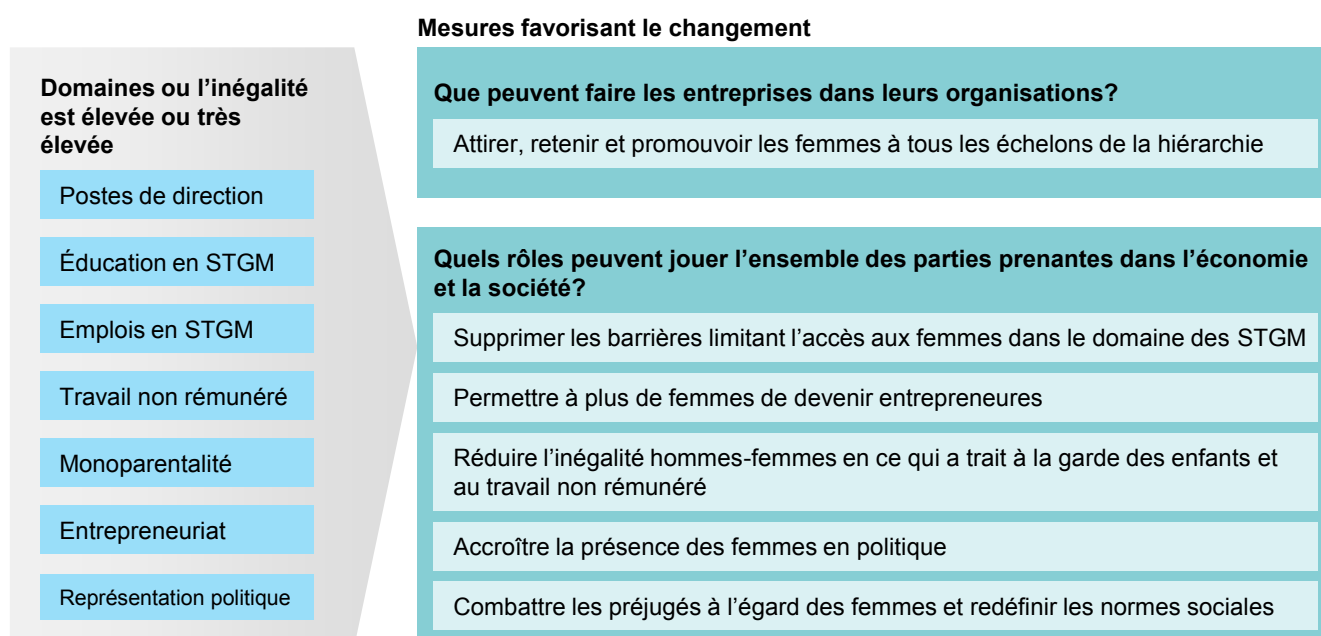 Mesures favorisant le changement
Domaines ou l’inégalité
est élevée ou très
élevée
Postes de direction
Éducation en STGM
Emplois en STGM
Travail non rémunéré
Monoparentalité
Entrepreneuriat
Représentation politique
Que peuvent faire les entreprises dans leurs organisations?
Attirer, retenir et promouvoir les femmes à tous les échelons de la hiérarchie
Quels rôles peuvent jouer l’ensemble des parties prenantes dans l’économie
et la société?
Supprimer les barrières limitant l’accès aux femmes dans le domaine des STGM
Permettre à plus de femmes de devenir entrepreneures
Réduire l’inégalité hommes-femmes en ce qui a trait à la garde des enfants et
au travail non rémunéré
Accroître la présence des femmes en politique
Combattre les préjugés à l’égard des femmes et redéfinir les normes sociales